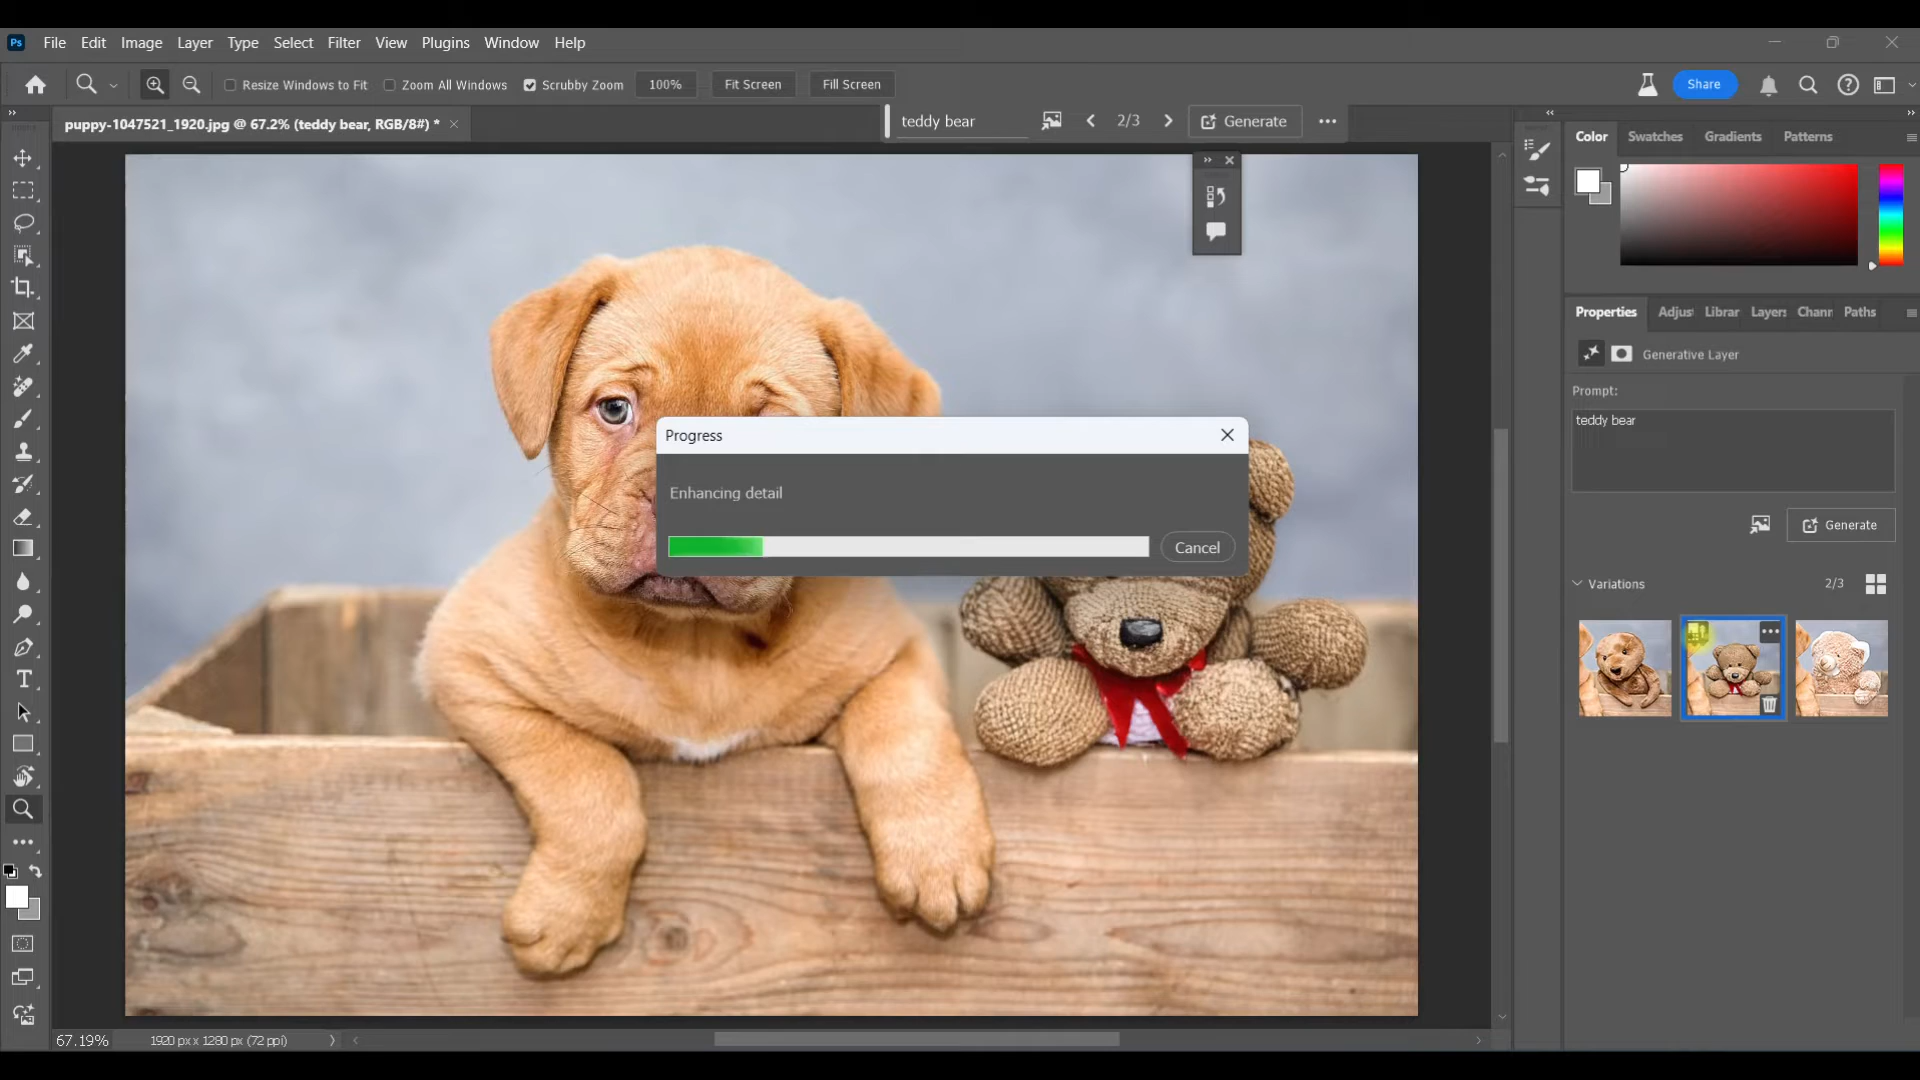 Ps File Edit Image Layer Type Select Filter View Plugins Window Help
Resize Windows to Fit Zoom All Windows Scrubby Zoom 100% Fit Screen Fill Screen Share
puppy-1047521_1920.jpg @ 67.2% (teddy bear, RGB/8#) *
teddy bear 2/3 Generate
Color Swatches Gradients Patterns
Properties Adjus Librar Layers Chann Paths
Generative Layer
Prompt:
teddy bear
Generate
Variations 2/3
Progress
Enhancing detail
Cancel
67.19% 1920 px x 1280 px (72 ppi)